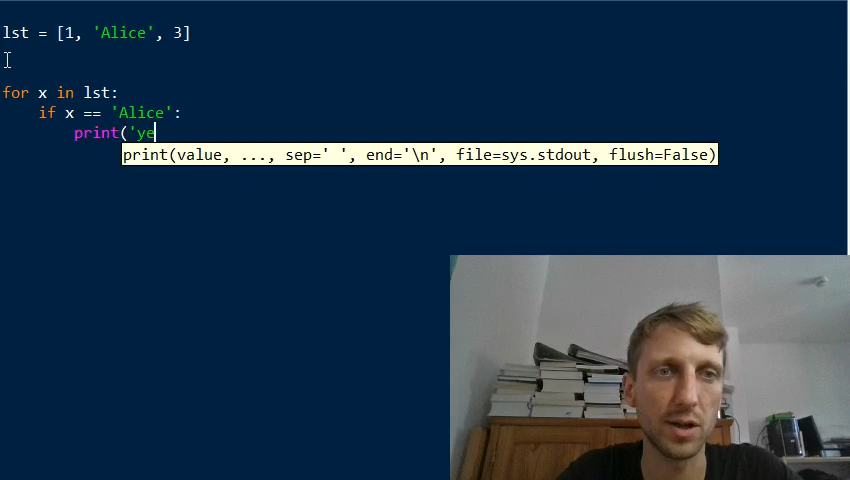 lst = [1, 'Alice', 3]
for x in lst:
    if x == 'Alice':
        print('ye
print(value, ..., sep=' ', end='\n', file=sys.stdout, flush=False)